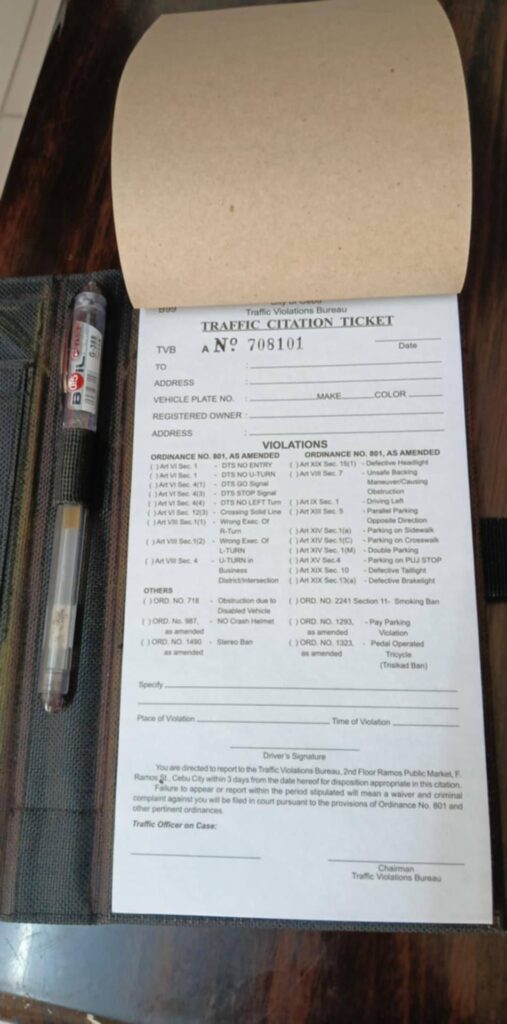 B99
City of Cebu
Traffic Violations Bureau
TRAFFIC CITATION TICKET
TVB A Nº 708101
Date
TO :
ADDRESS :
VEHICLE PLATE NO. : MAKE COLOR
REGISTERED OWNER :
ADDRESS :
VIOLATIONS
ORDINANCE NO. 801, AS AMENDED
( ) Art VI Sec. 1 - DTS NO ENTRY
( ) Art VI Sec. 1 - DTS NO U-TURN
( ) Art VI Sec. 4(1) - DTS GO Signal
( ) Art VI Sec. 4(3) - DTS STOP Signal
( ) Art VI Sec. 4(4) - DTS NO LEFT Turn
( ) Art VI Sec. 12(3) - Crossing Solid Line
( ) Art VIII Sec. 1(1) - Wrong Exec. Of
R-Turn
( ) Art VIII Sec. 1(2) - Wrong Exec. Of
L-TURN
( ) Art VIII Sec. 4 - U-TURN in
Business
District/Intersection
ORDINANCE NO. 801, AS AMENDED
( ) Art XIX Sec. 15(1) - Defective Headlight
( ) Art VIII Sec. 7 - Unsafe Backing
Maneuver/Causing
Obstruction
( ) Art IX Sec. 1 - Driving Left
( ) Art XIII Sec. 5 - Parallel Parking
Opposite Direction
( ) Art XIV Sec. 1(a) - Parking on Sidewalk
( ) Art XIV Sec. 1(C) - Parking on Crosswalk
( ) Art XIV Sec. 1(M) - Double Parking
( ) Art XV Sec.4 - Parking on PUJ STOP
( ) Art XIX Sec. 10 - Defective Taillight
( ) Art XIX Sec. 13(a) - Defective Brakelight
OTHERS
( ) ORD. NO. 718 - Obstruction due to
Disabled Vehicle
( ) ORD. No. 987, - NO Crash Helmet
as amended
( ) ORD. NO. 1490 - Stereo Ban
as amended
( ) ORD. NO. 2241 Section 11- Smoking Ban
( ) ORD. NO. 1293, - Pay Parking
as amended Violation
( ) ORD. NO. 1323, - Pedal Operated
as amended Tricycle
(Trisikad Ban)
Specify
Place of Violation Time of Violation
Driver's Signature
You are directed to report to the Traffic Violations Bureau, 2nd Floor Ramos Public Market, F.
Ramos St., Cebu City within 3 days from the date hereof for disposition appropriate in this citation.
Failure to appear or report within the period stipulated will mean a waiver and criminal
complaint against you will be filed in court pursuant to the provisions of Ordinance No. 801 and
other pertinent ordinances.
Traffic Officer on Case:
Chairman
Traffic Violations Bureau